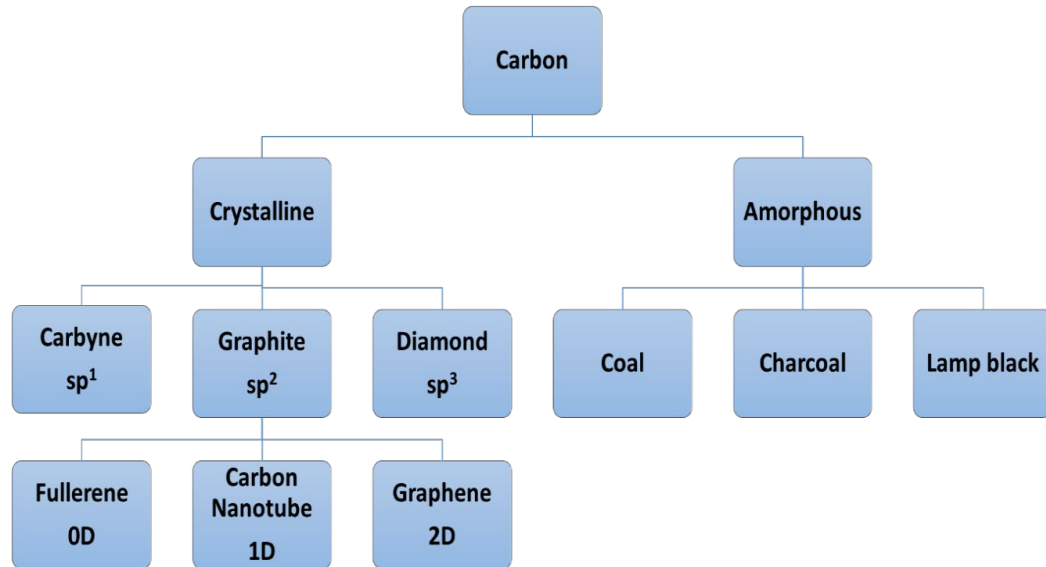 Carbon
Crystalline
Amorphous
Carbyne
sp¹
Graphite
sp²
Diamond
sp³
Coal
Charcoal
Lamp black
Fullerene
0D
Carbon
Nanotube
1D
Graphene
2D